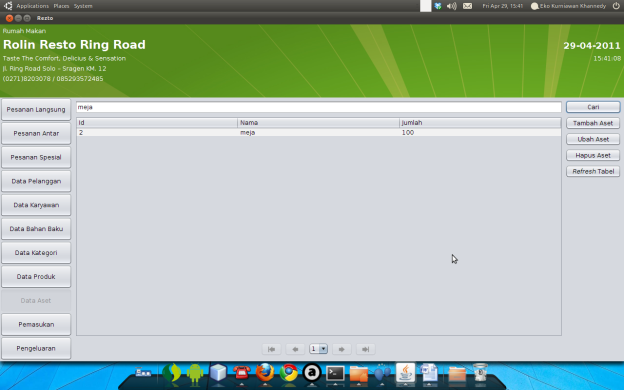 Applications Places System
Fri Apr 29, 15:41 Eko Kurniawan Khannedy
Resto
Rumah Makan
Rolin Resto Ring Road
29-04-2011
Taste The Comfort, Delicius & Sensation
15:41:08
Jl. Ring Road Solo - Sragen KM. 12
(0271)8203078 / 085293572485
Pesanan Langsung
meja
Cari
Id Nama Jumlah
2 meja 100
Tambah Aset
Pesanan Antar
Ubah Aset
Pesanan Spesial
Hapus Aset
Refresh Tabel
Data Pelanggan
Data Karyawan
Data Bahan Baku
Data Kategori
Data Produk
Data Aset
Pemasukan
Pengeluaran
1